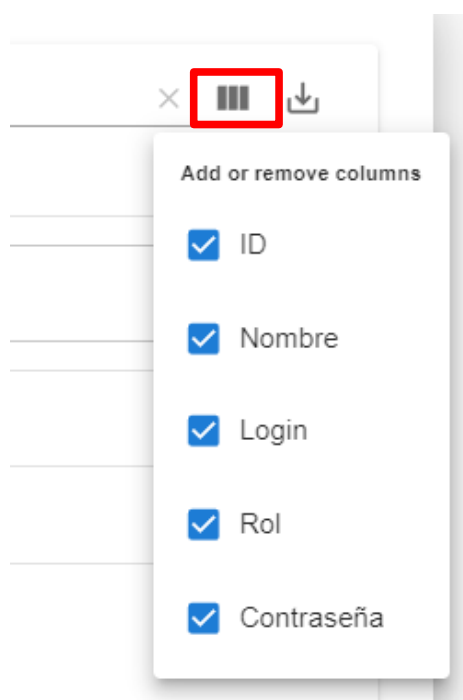 Add or remove columns
ID
Nombre
Login
Rol
Contraseña